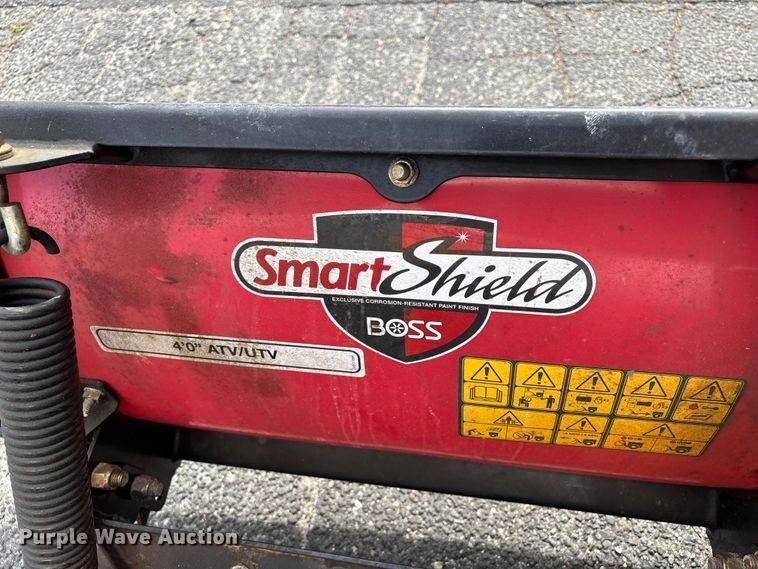 SmartShield
EXCLUSIVE CORROSION-RESISTANT PAINT FINISH
BOSS
4'0" ATV/UTV
Purple Wave Auction